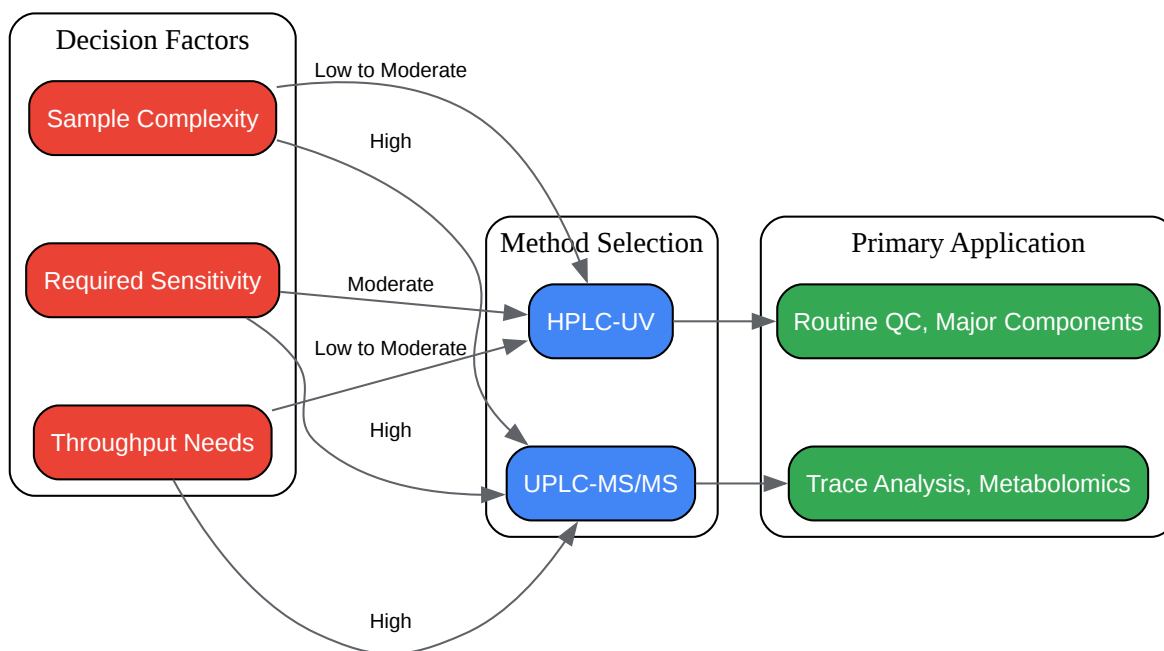 Decision Factors
Sample Complexity
Required Sensitivity
Throughput Needs
Low to Moderate
High
Moderate
Low to Moderate
High
High
Method Selection
HPLC-UV
UPLC-MS/MS
Primary Application
Routine QC, Major Components
Trace Analysis, Metabolomics